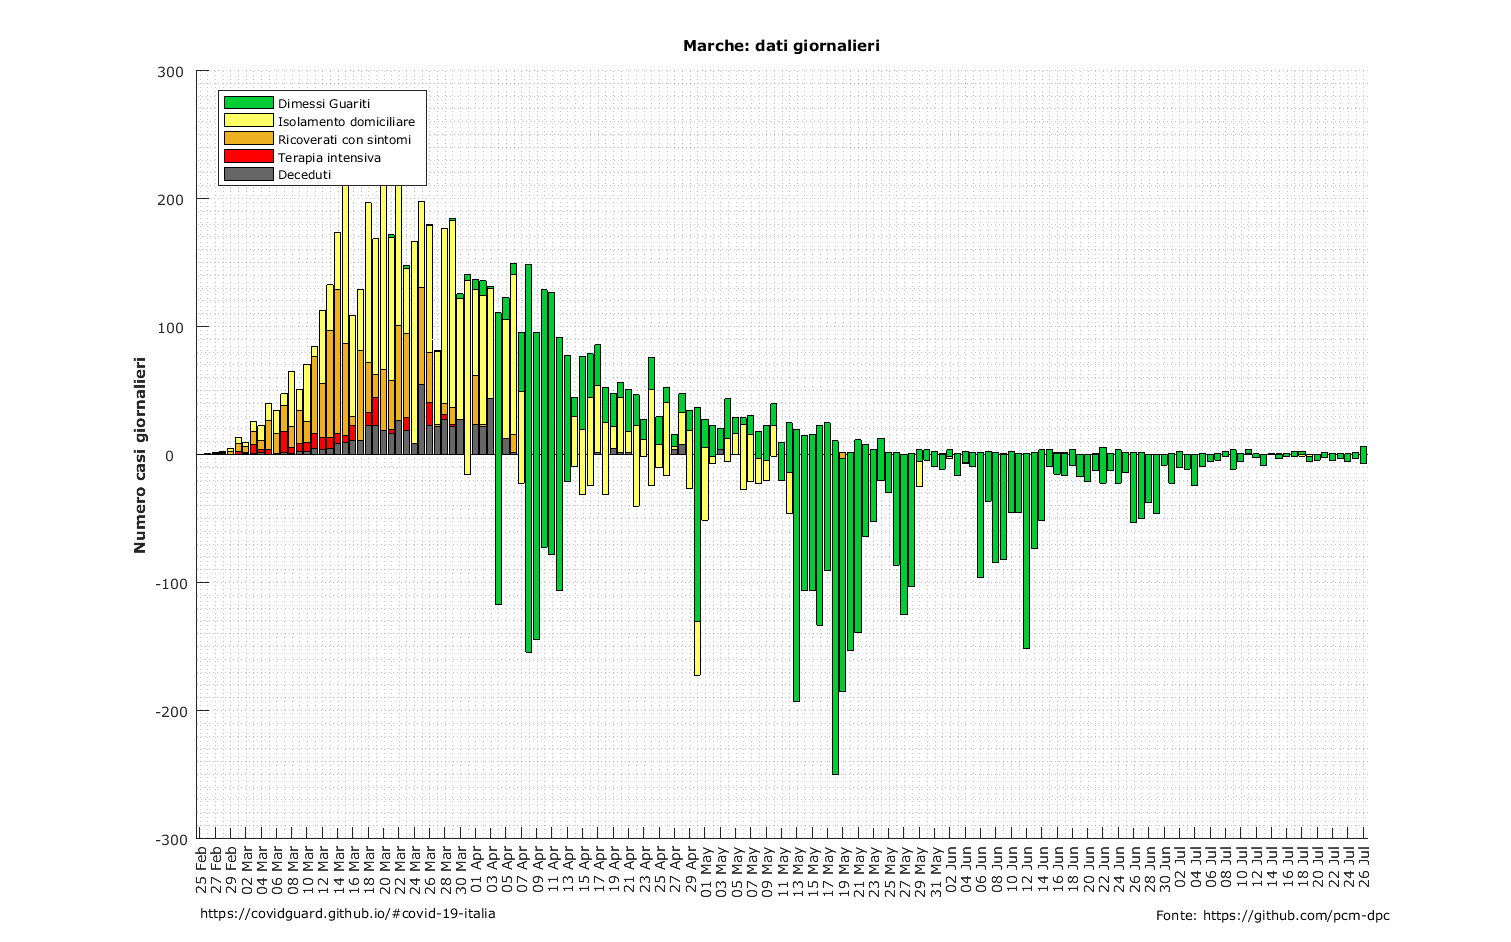 Marche: dati giornalieri
300
200
100
0
-100
-200
-300
Numero casi giornalieri
Dimessi Guariti
Isolamento domiciliare
Ricoverati con sintomi
Terapia intensiva
Deceduti
25 Feb
27 Feb
29 Feb
02 Mar
04 Mar
06 Mar
08 Mar
10 Mar
12 Mar
14 Mar
16 Mar
18 Mar
20 Mar
22 Mar
24 Mar
26 Mar
28 Mar
30 Mar
01 Apr
03 Apr
05 Apr
07 Apr
09 Apr
11 Apr
13 Apr
15 Apr
17 Apr
19 Apr
21 Apr
23 Apr
25 Apr
27 Apr
29 Apr
01 May
03 May
05 May
07 May
09 May
11 May
13 May
15 May
17 May
19 May
21 May
23 May
25 May
27 May
29 May
31 May
02 Jun
04 Jun
06 Jun
08 Jun
10 Jun
12 Jun
14 Jun
16 Jun
18 Jun
20 Jun
22 Jun
24 Jun
26 Jun
28 Jun
30 Jun
02 Jul
04 Jul
06 Jul
08 Jul
10 Jul
12 Jul
14 Jul
16 Jul
18 Jul
20 Jul
22 Jul
24 Jul
26 Jul
https://covidguard.github.io/#covid-19-italia
Fonte: https://github.com/pcm-dpc